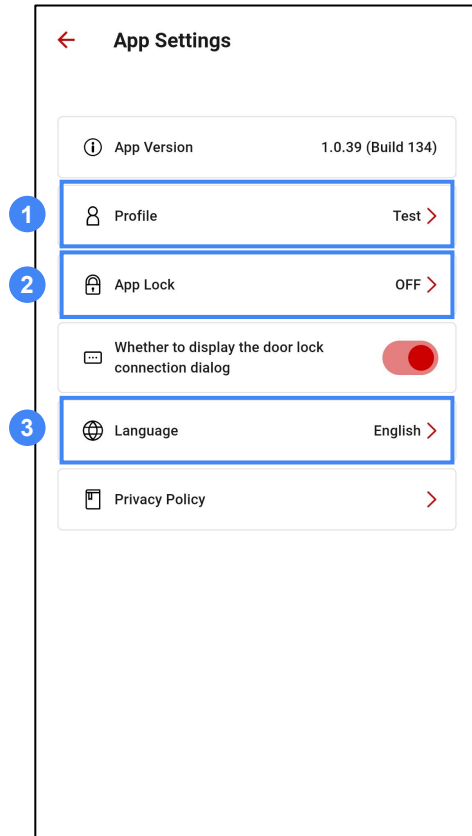 App Settings
App Version 1.0.39 (Build 134)
1 Profile Test
2 App Lock OFF
Whether to display the door lock
connection dialog
3 Language English
Privacy Policy